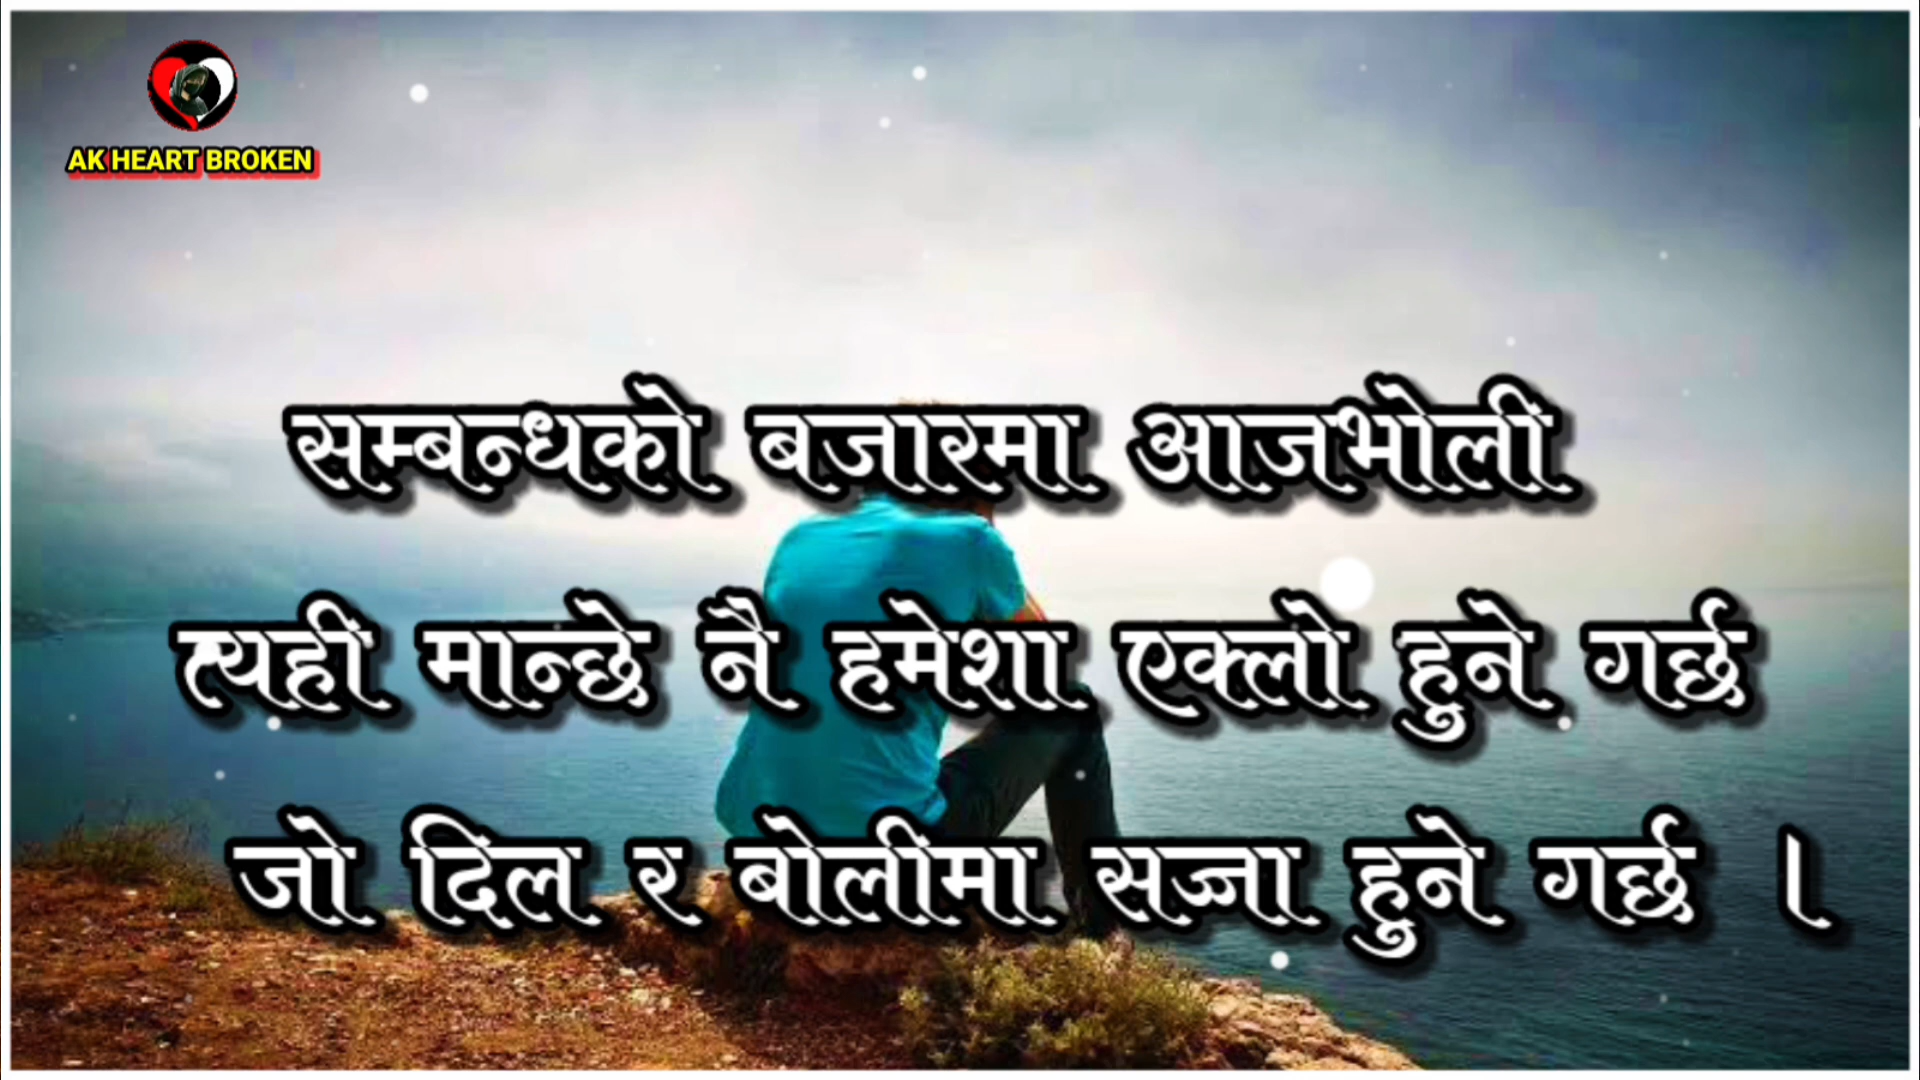 AK HEART BROKEN
सम्बन्धको बजारमा आजभोली
त्यही मान्छे नै हमेशा एक्लो हुने गर्छ
जो दिल र बोलीमा सज्जा हुने गर्छ ।